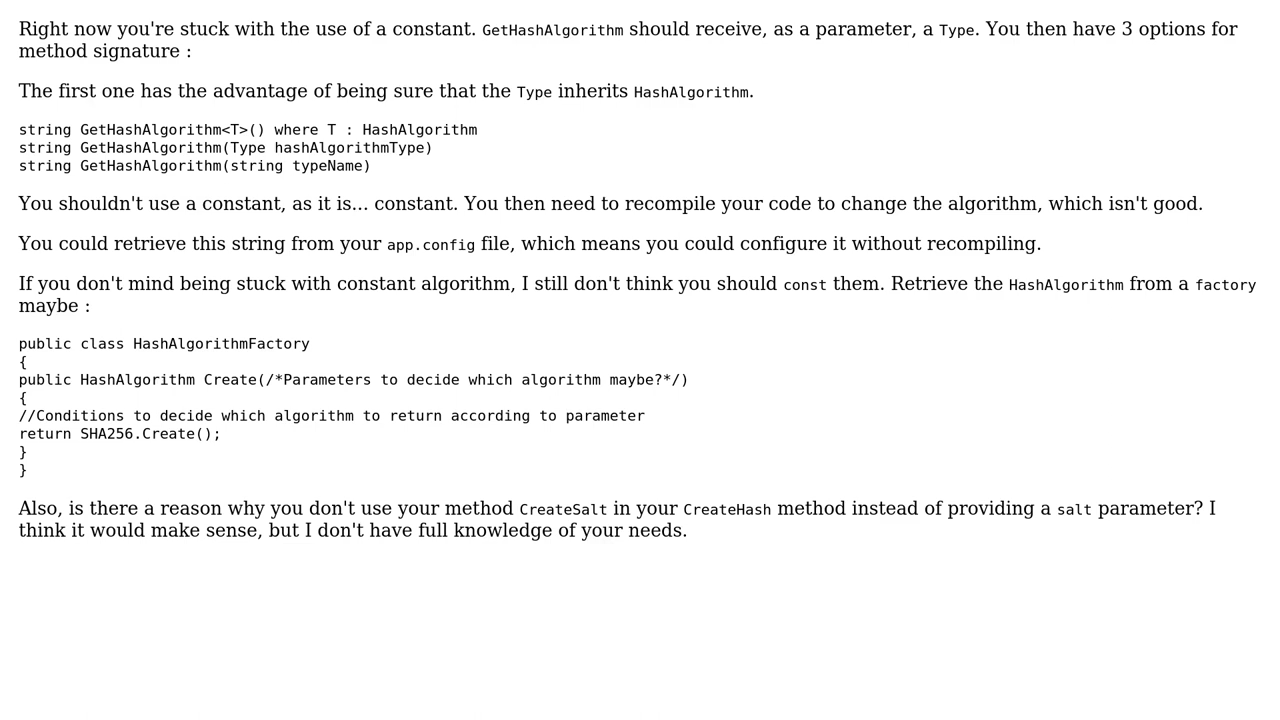 Right now you're stuck with the use of a constant. GetHashAlgorithm should receive, as a parameter, a Type. You then have 3 options for
method signature :
The first one has the advantage of being sure that the Type inherits HashAlgorithm.
string GetHashAlgorithm<T>() where T : HashAlgorithm
string GetHashAlgorithm(Type hashAlgorithmType)
string GetHashAlgorithm(string typeName)
You shouldn't use a constant, as it is... constant. You then need to recompile your code to change the algorithm, which isn't good.
You could retrieve this string from your app.config file, which means you could configure it without recompiling.
If you don't mind being stuck with constant algorithm, I still don't think you should const them. Retrieve the HashAlgorithm from a factory
maybe :
public class HashAlgorithmFactory
{
public HashAlgorithm Create(/*Parameters to decide which algorithm maybe?*/)
{
//Conditions to decide which algorithm to return according to parameter
return SHA256.Create();
}
}
Also, is there a reason why you don't use your method CreateSalt in your CreateHash method instead of providing a salt parameter? I
think it would make sense, but I don't have full knowledge of your needs.